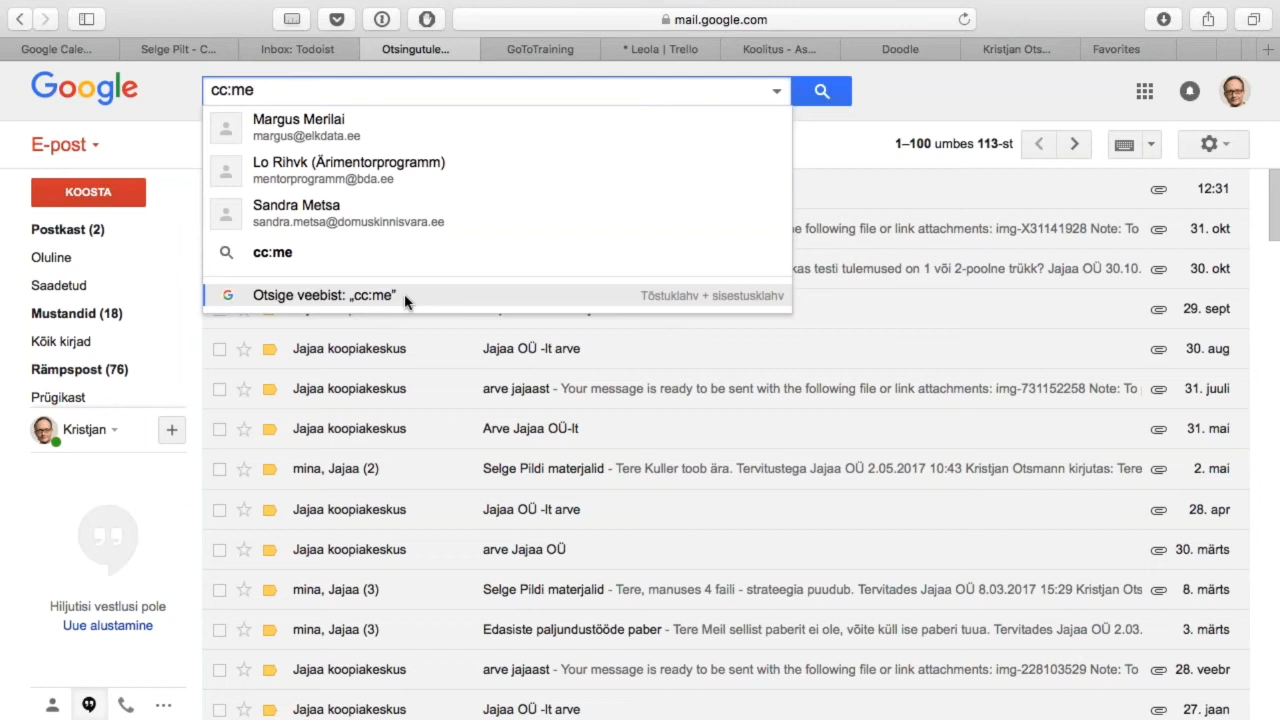 mail.google.com
Google Cale...
Selge Pilt - C...
Inbox: Todoist
Otsingutule...
GoToTraining
* Leola | Trello
Koolitus - As...
Doodle
Kristjan Ots...
Favorites
Google
cc:me
Margus Merilai
margus@elkdata.ee
Lo Rihvk (Ärimentorprogramm)
mentorprogramm@bda.ee
Sandra Metsa
sandra.metsa@domuskinnisvara.ee
cc:me
Otsige veebist: „cc:me” Tõstuklahv + sisestusklahv
E-post
1–100 umbes 113-st
KOOSTA
Postkast (2)
Oluline
Saadetud
Mustandid (18)
Kõik kirjad
Rämpspost (76)
Prügikast
Kristjan
Hiljutisi vestlusi pole
Uue alustamine
12:31
e following file or link attachments: img-X31141928 Note: To 31. okt
kas testi tulemused on 1 või 2-poolne trükk? Jajaa OÜ 30.10. 30. okt
29. sept
Jajaa koopiakeskus Jajaa OÜ -lt arve 30. aug
Jajaa koopiakeskus arve jajaast - Your message is ready to be sent with the following file or link attachments: img-731152258 Note: To 31. juuli
Jajaa koopiakeskus Arve Jajaa OÜ-lt 31. mai
mina, Jajaa (2) Selge Pildi materjalid - Tere Kuller toob ära. Tervitustega Jajaa OÜ 2.05.2017 10:43 Kristjan Otsmann kirjutas: Tere 2. mai
Jajaa koopiakeskus Jajaa OÜ -lt arve 28. apr
Jajaa koopiakeskus arve Jajaa OÜ 30. märts
mina, Jajaa (3) Selge Pildi materjalid - Tere, manuses 4 faili - strateegia puudub. Tervitades Jajaa OÜ 8.03.2017 15:29 Kristjan Ots 8. märts
mina, Jajaa (3) Edasiste paljundustööde paber - Tere Meil sellist paberit ei ole, võite küll ise paberi tuua. Tervitades Jajaa OÜ 2.03. 3. märts
Jajaa koopiakeskus arve jajaast - Your message is ready to be sent with the following file or link attachments: img-228103529 Note: To 28. veebr
Jajaa koopiakeskus Jajaa OÜ -lt arve 27. jaan